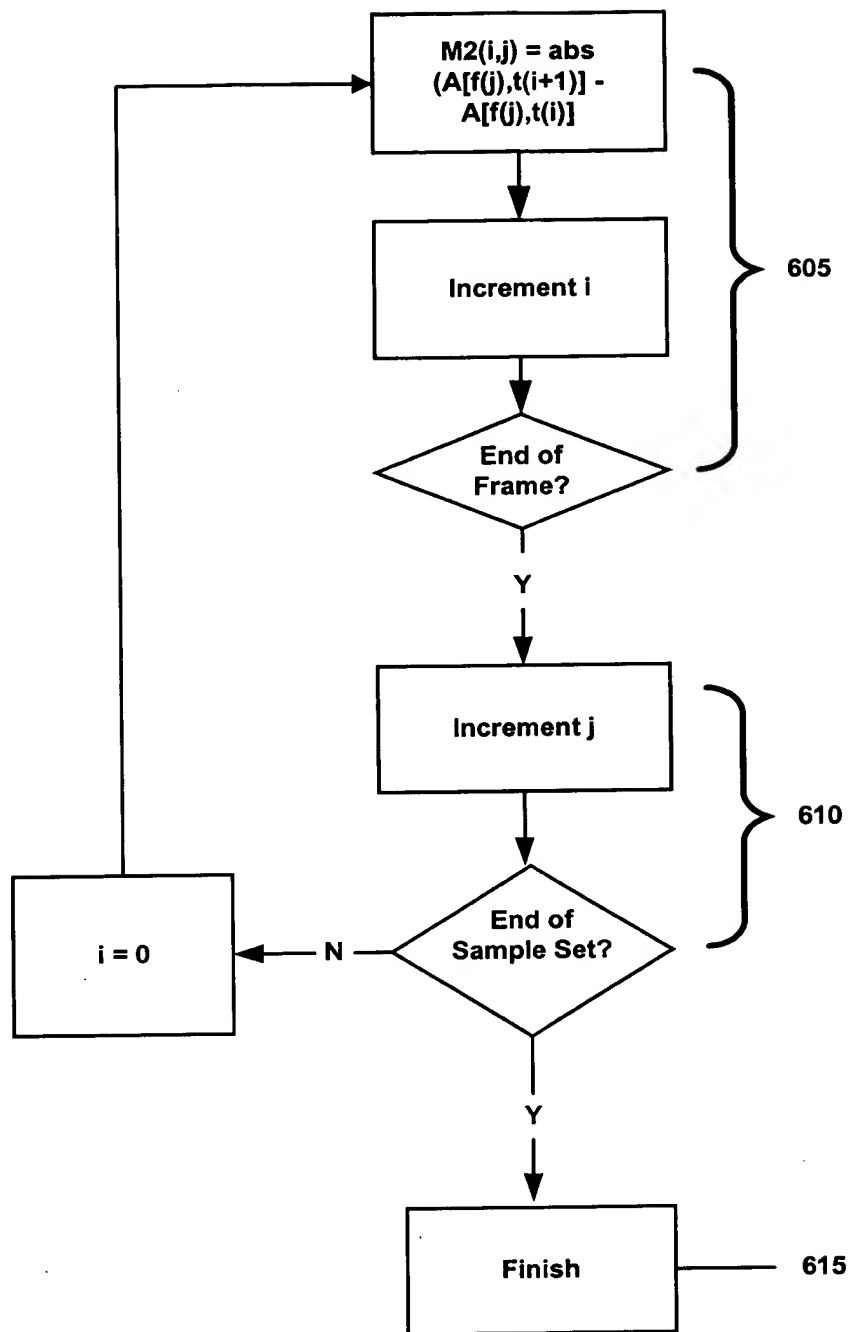 M2(i,j) = abs
(A[f(j),t(i+1)] -
A[f(j),t(i)]
605
Increment i
End of
Frame?
Y
Increment j
610
End of
Sample Set?
N
i = 0
Y
Finish
615